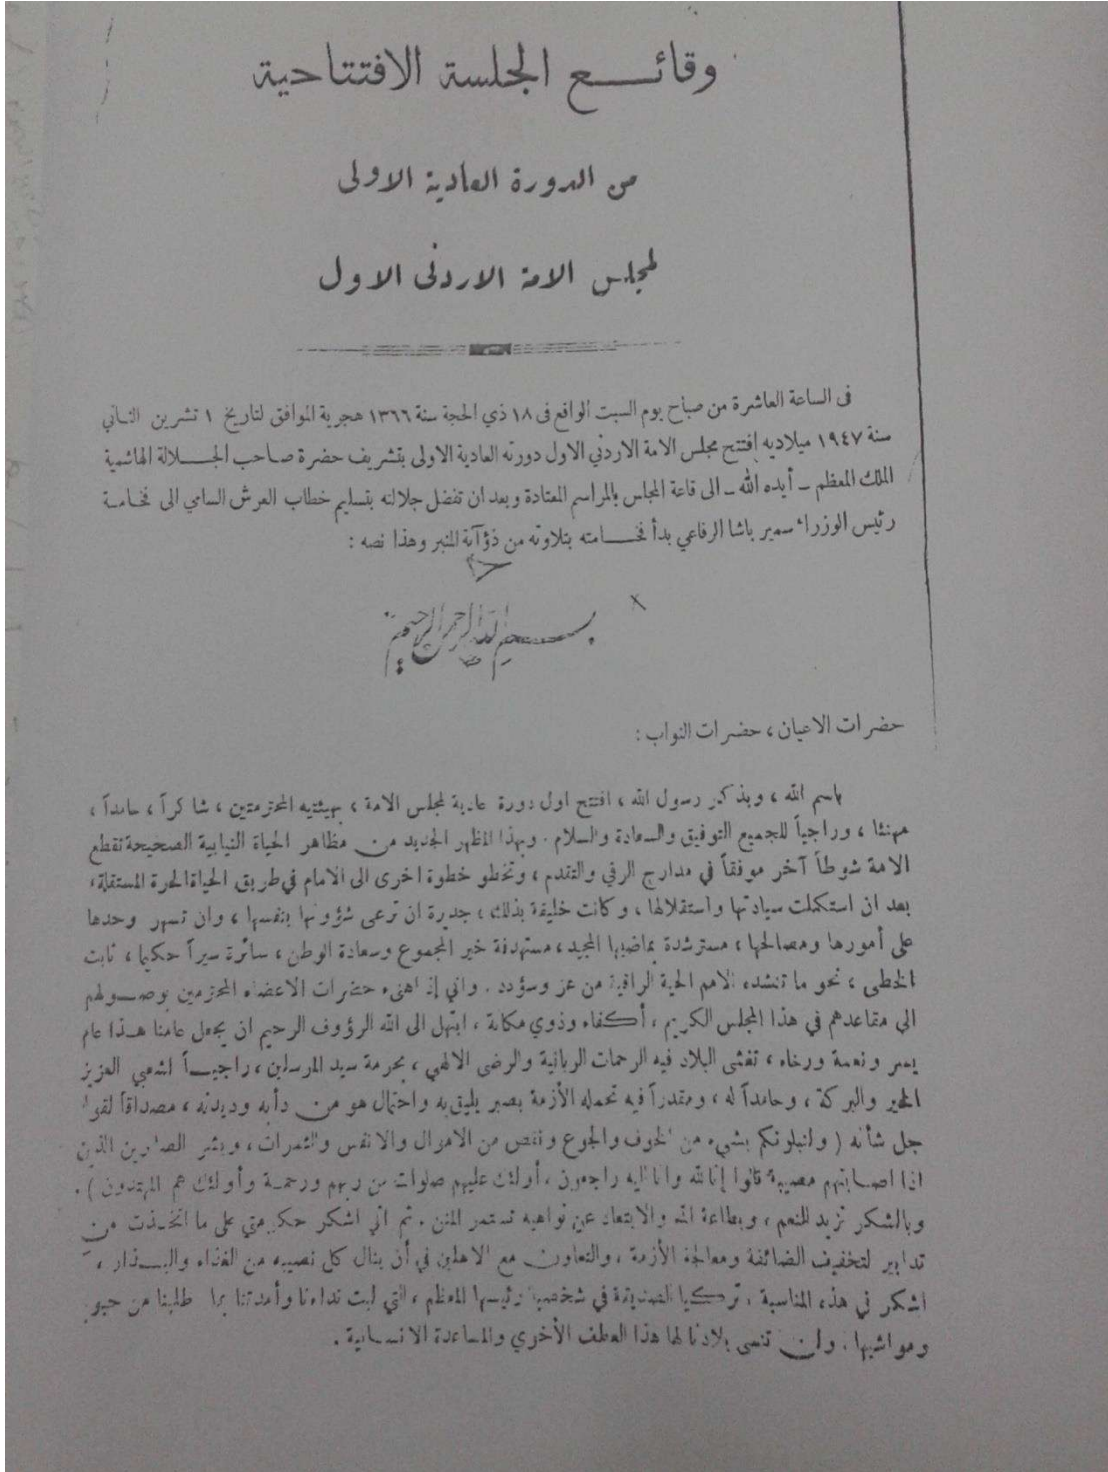 وقائع الجلسة الافتتاحية
من الدورة العادية الاولى
لمجلس الامة الاردنى الاول
فى الساعة العاشرة من صباح يوم السبت الواقع فى ١٨ ذي الحجة سنة ١٣٦٦ هجرية الموافق لتاريخ ١ تشرين الثاني
سنة ١٩٤٧ ميلاديه إفتتح مجلس الامة الاردني الاول دورته العادية الاولى بتشريف حضرة صاحب الجلالة الهاشمية
الملك المعظم ـ أيده الله ـ الى قاعة المجلس بالمراسم المعتادة وبعد ان تفضل جلالته بتسليم خطاب العرش السامي الى فخامة
رئيس الوزراء سمير باشا الرفاعي بدأ فخامته بتلاوته من ذؤآبة المنبر وهذا نصه :
بسم الله الرحمن الرحيم
حضرات الاعيان ، حضرات النواب :
باسم الله ، وبذكر رسول الله ، افتتح اول دورة عادية لمجلس الامة ، بهيئتيه المحترمتين ، شاكراً ، حامداً ،
مهنئا ، وراجياً للجميع التوفيق والسعادة والسلام . وبهذا المظهر الجديد من مظاهر الحياة النيابية الصحيحة تقطع
الامة شوطاً آخر موفقاً في مدارج الرقي والتقدم ، وتخطو خطوة اخرى الى الامام في طريق الحياة الحرة المستقلة ،
بعد ان استكملت سيادتها واستقلالها ، وكانت خليقة بذلك ، جديرة ان ترعى شؤونها بنفسها ، وان تسهر وحدها
على أمورها ومصالحها ، مسترشدة بماضيها المجيد ، مستهدفة خير المجموع وسعادة الوطن ، سائرة سيراً حكيما ، ثابت
الخطى ، نحو ما تنشده الامم الحية الراقية من عز وسؤدد . واني إذ اهنىء حضرات الاعضاء المحترمين بوصولهم
الى مقاعدهم في هذا المجلس الكريم ، أكفاء وذوي مكانة ، ابتهل الى الله الرؤوف الرحيم ان يجعل عامنا هذا عام
يسر ونعمة ورخاء ، تغشى البلاد فيه الرحمات الربانية والرضى الالهي ، بحرمة سيد المرسلين ، راجياً لشعبي العزيز
الخير والبركة ، وحامداً له ، ومقدراً فيه تحمله الأزمة بصبر يليق به واحتمال هو من دأبه وديدنه ، مصداقاً لقوله
جل شأنه ( ولنبلونكم بشيء من الخوف والجوع ونقص من الاموال والانفس والثمرات ، وبشر الصابرين الذين
اذا اصابتهم مصيبة قالوا إنا لله وانا اليه راجعون ، أولئك عليهم صلوات من ربهم ورحمة وأولئك هم المهتدون ) .
وبالشكر تزيد النعم ، وبطاعة الله والابتعاد عن نواهيه تستمر المنن . ثم اني اشكر حكومتي على ما اتخذت من
تدابير لتخفيف الضائقة ومعالجة الأزمة ، والتعاون مع الاهلين في أن ينال كل نصيبه من الغذاء والبذار ،
اشكر في هذه المناسبة ، تركيا الصديقة في شخص رئيسها المعظم ، التي لبت نداءنا وأمدتنا بما طلبنا من حبوب
ومواشيها . ولن تنسى بلادنا لها هذا العطف الأخوي والمساعدة الانسانية .